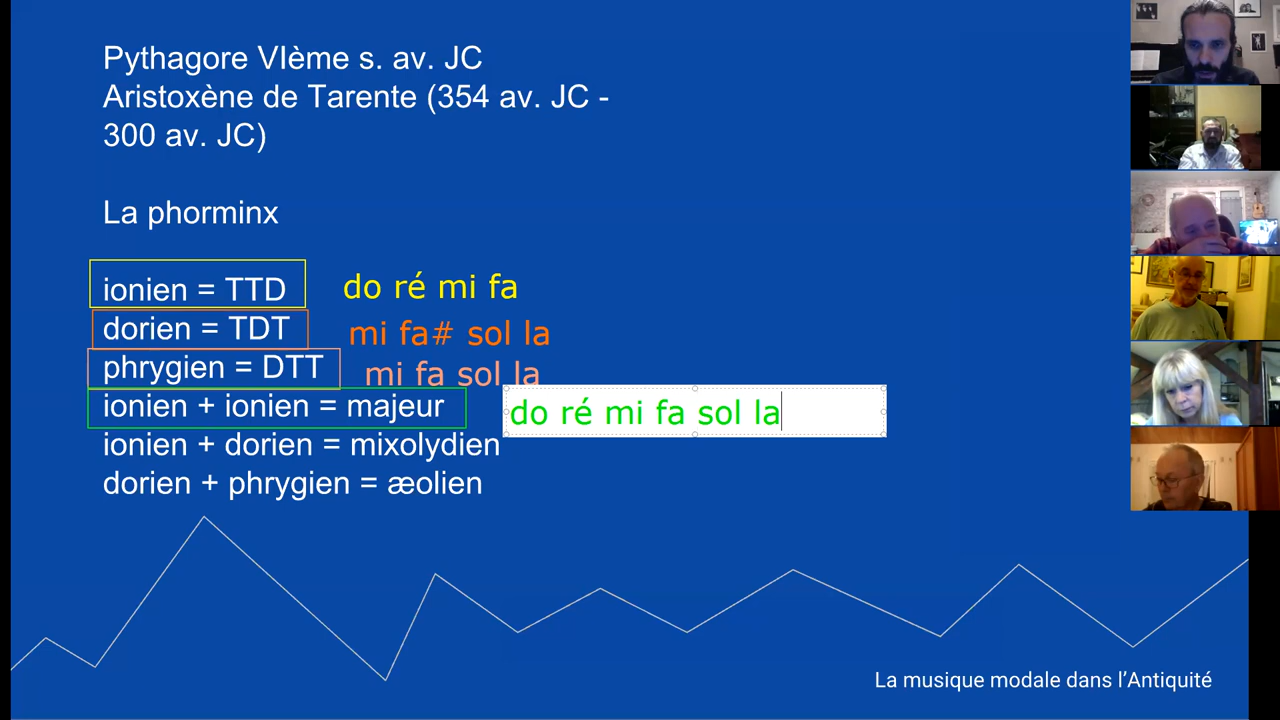 Pythagore VIème s. av. JC
Aristoxène de Tarente (354 av. JC -
300 av. JC)
La phorminx
ionien = TTD do ré mi fa
dorien = TDT mi fa# sol la
phrygien = DTT mi fa sol la
ionien + ionien = majeur do ré mi fa sol la
ionien + dorien = mixolydien
dorien + phrygien = æolien
La musique modale dans l’Antiquité